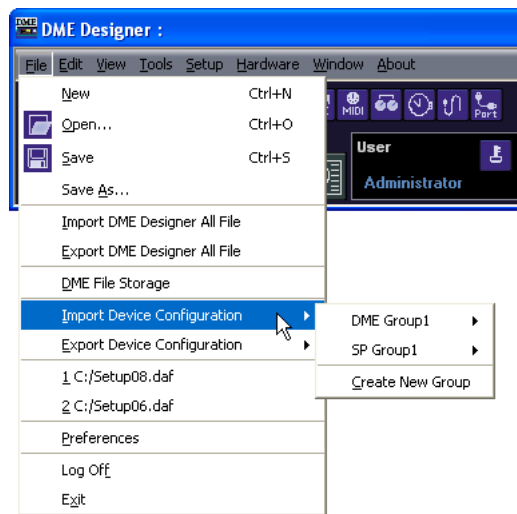 DME Designer :
File Edit View Tools Setup Hardware Window About
New Ctrl+N
Open... Ctrl+O
Save Ctrl+S
Save As...
Import DME Designer All File
Export DME Designer All File
DME File Storage
Import Device Configuration
Export Device Configuration
1 C:/Setup08.daf
2 C:/Setup06.daf
Preferences
Log Off
Exit
MIDI
Port
User
Administrator
DME Group1
SP Group1
Create New Group